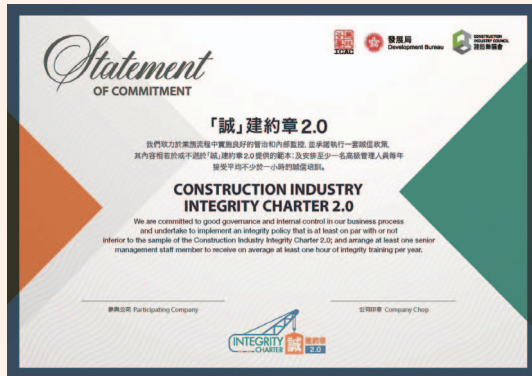 Statement
OF COMMITMENT
ICAC
發展局
Development Bureau
CONSTRUCTION
INDUSTRY COUNCIL
建造業議會
「誠」建約章2.0
我們致力於業務流程中實施良好的管治和內部監控, 並承諾執行一套誠信政策,
其內容相若於或不遜於「誠」建約章2.0提供的範本; 及安排至少一名高級管理人員每年
接受平均不少於一小時的誠信培訓。
CONSTRUCTION INDUSTRY
INTEGRITY CHARTER 2.0
We are committed to good governance and internal control in our business process
and undertake to implement an integrity policy that is at least on par with or not
inferior to the sample of the Construction Industry Integrity Charter 2.0; and arrange at least one senior
management staff member to receive on average at least one hour of integrity training per year.
參與公司 Participating Company
公司印章 Company Chop
INTEGRITY
CHARTER
誠
建約章
2.0